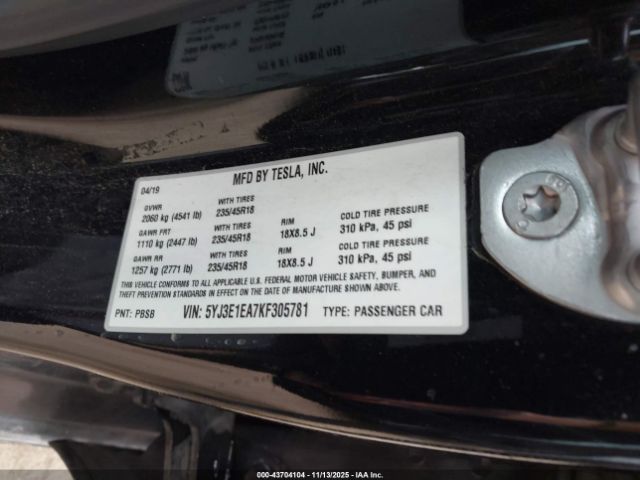 MFD BY TESLA, INC.
04/19
GVWR WITH TIRES
2060 kg (4541 lb) 235/45R18
GAWR FRT WITH TIRES RIM COLD TIRE PRESSURE
1110 kg (2447 lb) 235/45R18 18X8.5 J 310 kPa, 45 psi
GAWR RR WITH TIRES RIM COLD TIRE PRESSURE
1257 kg (2771 lb) 235/45R18 18X8.5 J 310 kPa, 45 psi
THIS VEHICLE CONFORMS TO ALL APPLICABLE U.S. FEDERAL MOTOR VEHICLE SAFETY, BUMPER, AND
THEFT PREVENTION STANDARDS IN EFFECT ON THE DATE OF MANUFACTURE SHOWN ABOVE.
PNT: PBSB VIN: 5YJ3E1EA7KF305781 TYPE: PASSENGER CAR
000-43704104 - 11/13/2025 - IAAI.com